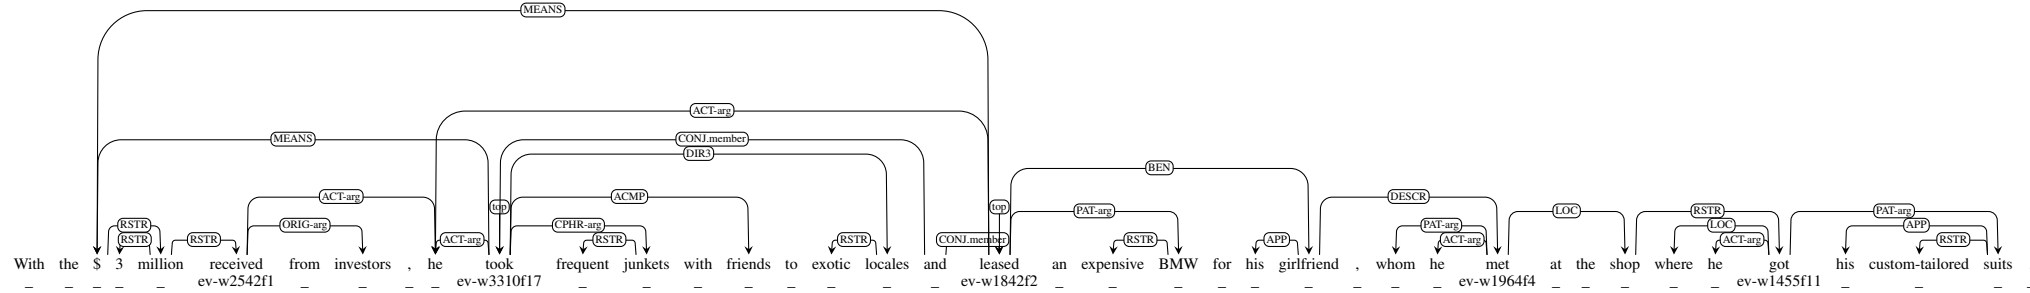 MEANS
ACT-arg
MEANS CONJ.member
DIR3
BEN
ACT-arg ACMP DESCR
top top PAT-arg LOC RSTR PAT-arg
RSTR ORIG-arg CPHR-arg PAT-arg LOC APP
RSTR RSTR ACT-arg RSTR RSTR CONJ.member RSTR APP ACT-arg ACT-arg RSTR
With the $ 3 million received from investors , he took frequent junkets with friends to exotic locales and leased an expensive BMW for his girlfriend , whom he met at the shop where he got his custom-tailored suits
_ _ _ _ _ ev-w2542f1 _ _ _ _ ev-w3310f17 _ _ _ _ _ _ _ _ ev-w1842f2 _ _ _ _ _ _ _ _ _ ev-w1964f4 _ _ _ _ _ ev-w1455f11 _ _ _ _